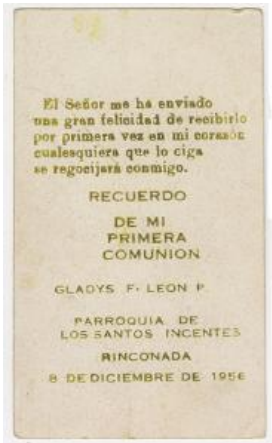 El Señor me ha enviado
una gran felicidad de recibirlo
por primera vez en mi corazón
cualesquiera que lo ciga
se regocijará conmigo.
RECUERDO
DE MI
PRIMERA
COMUNION
GLADYS F. LEON P.
PARROQUIA DE
LOS SANTOS INCENTES
RINCONADA
8 DE DICIEMBRE DE 1956